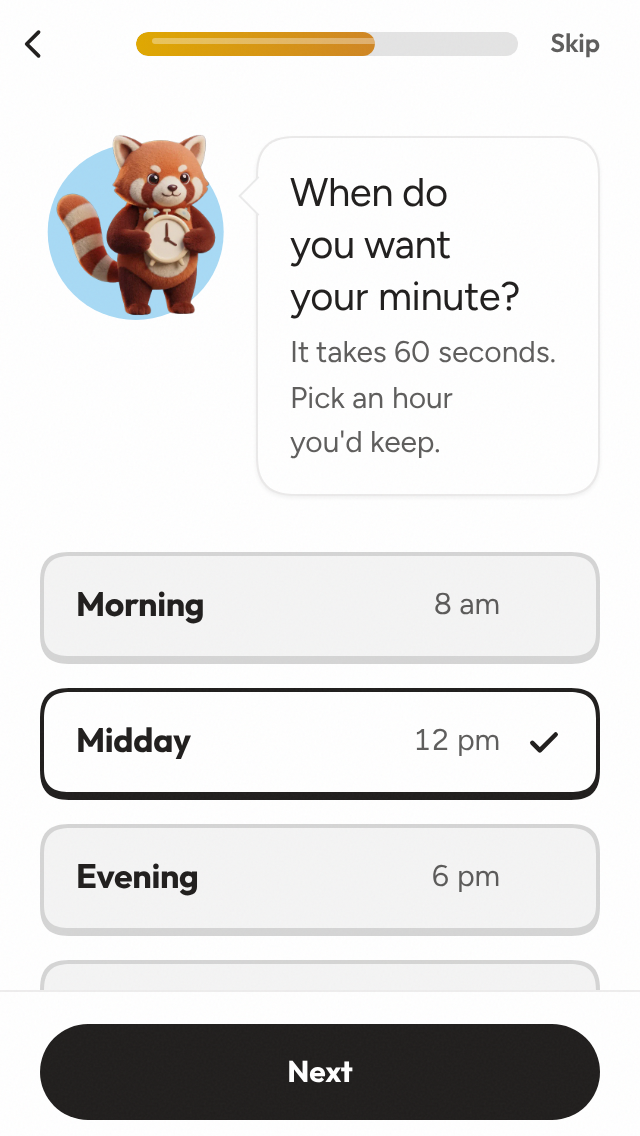 Skip
When do
you want
your minute?
It takes 60 seconds.
Pick an hour
you'd keep.
Morning 8 am
Midday 12 pm
Evening 6 pm
Next